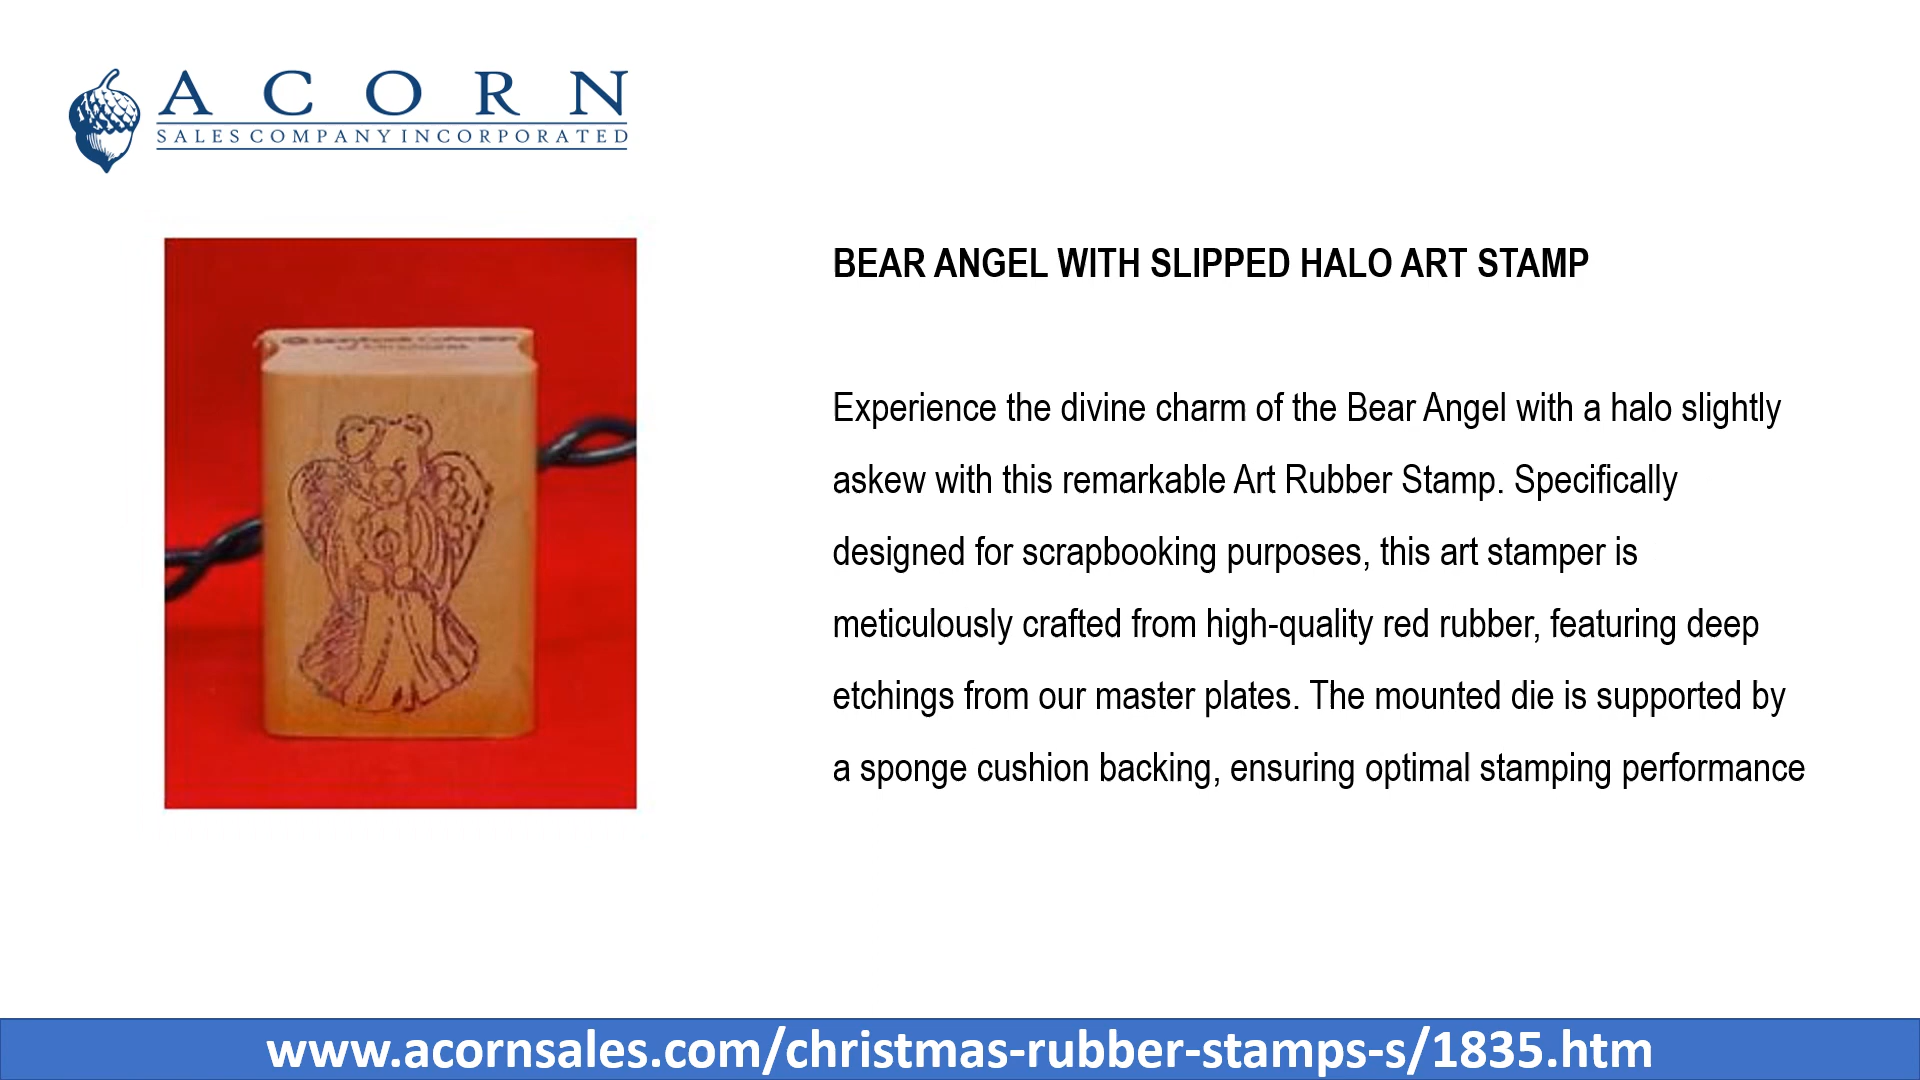 ACORN
SALES COMPANY INCORPORATED
BEAR ANGEL WITH SLIPPED HALO ART STAMP
Experience the divine charm of the Bear Angel with a halo slightly
askew with this remarkable Art Rubber Stamp. Specifically
designed for scrapbooking purposes, this art stamper is
meticulously crafted from high-quality red rubber, featuring deep
etchings from our master plates. The mounted die is supported by
a sponge cushion backing, ensuring optimal stamping performance
www.acornsales.com/christmas-rubber-stamps-s/1835.htm